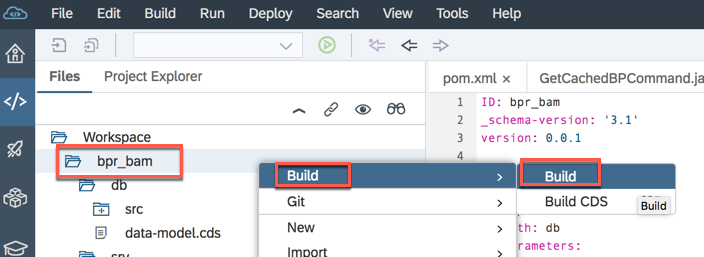 File Edit Build Run Deploy Search View Tools Help
Files Project Explorer
pom.xml × GetCachedBPCommand.ja
1 ID: bpr_bam
2 _schema-version: '3.1'
3 version: 0.0.1
4
Workspace
bpr_bam
db
src
data-model.cds
Build
Git
New
Import
Build
Build CDS
Build
db